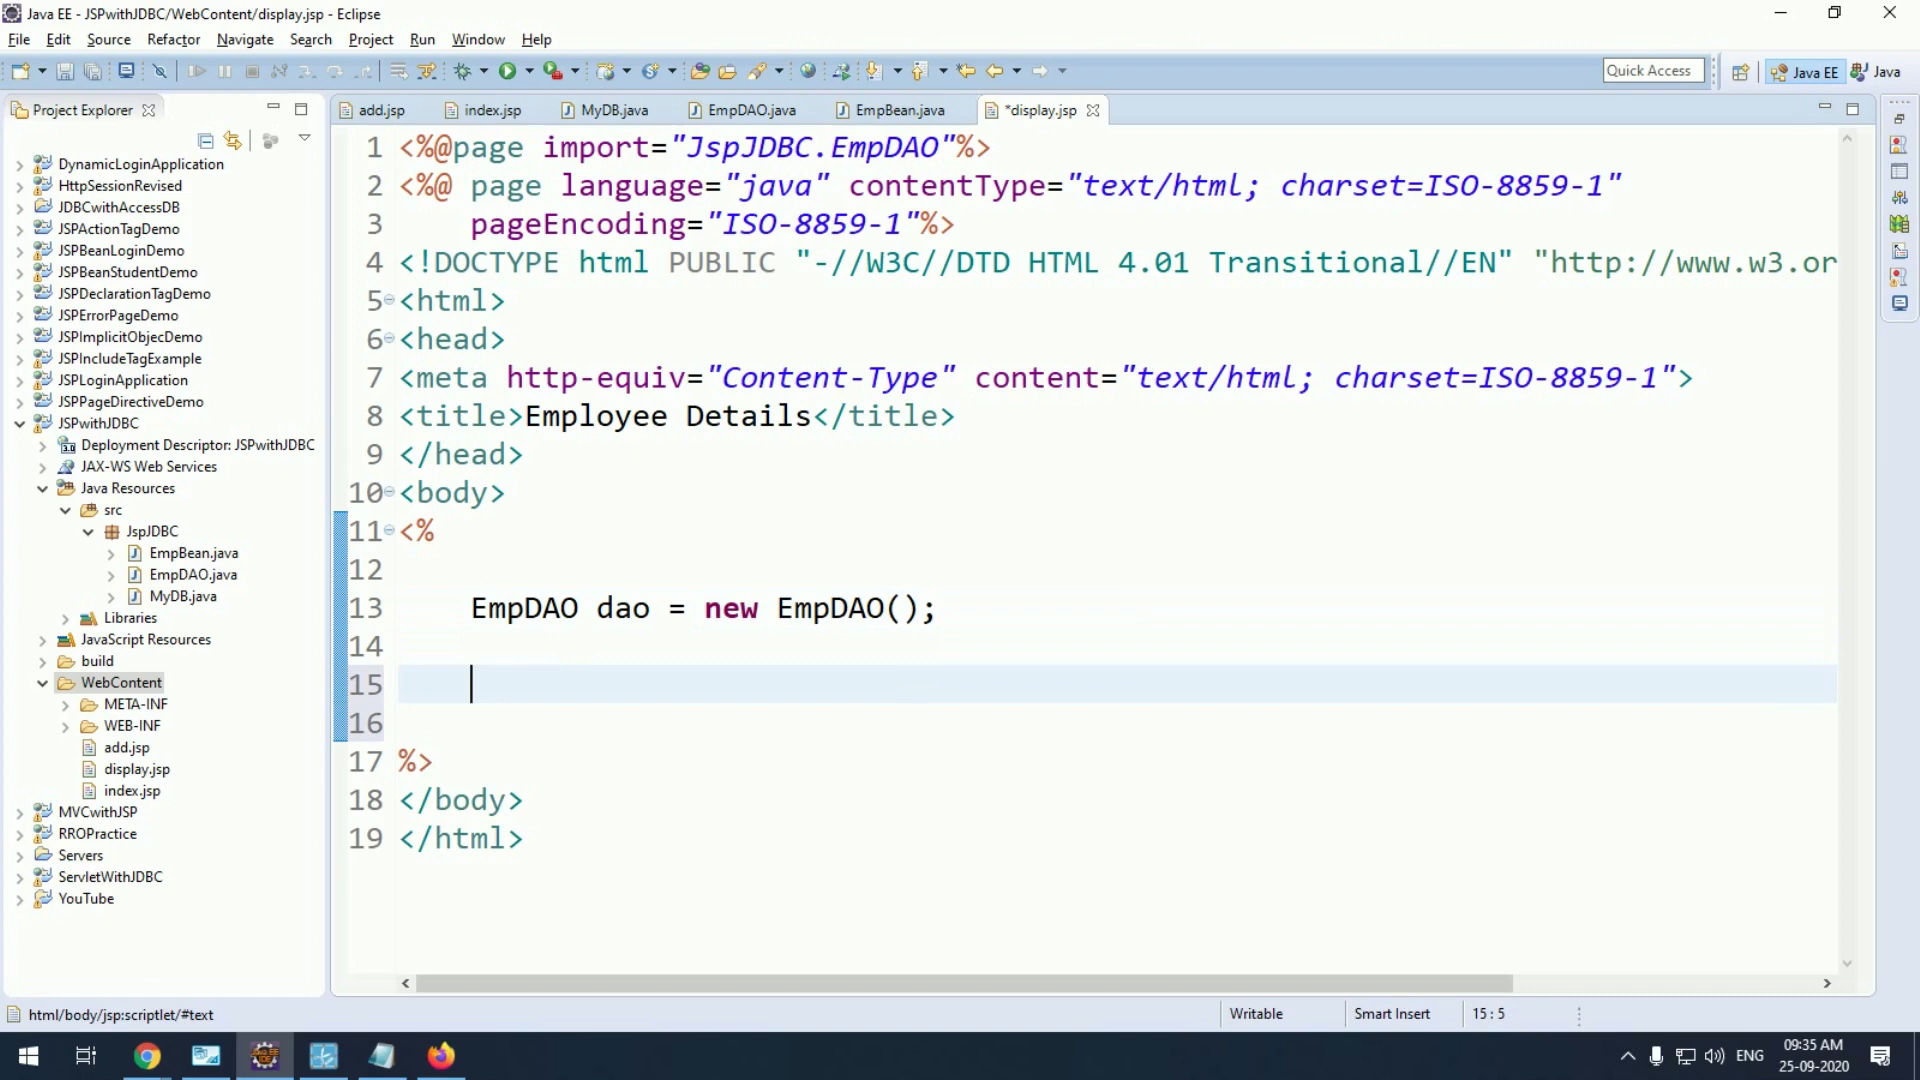 Java EE - JSPwithJDBC/WebContent/display.jsp - Eclipse
File Edit Source Refactor Navigate Search Project Run Window Help
Quick Access
Java EE
Java
Project Explorer
add.jsp
index.jsp
MyDB.java
EmpDAO.java
EmpBean.java
*display.jsp
DynamicLoginApplication
HttpSessionRevised
JDBCwithAccessDB
JSPActionTagDemo
JSPBeanLoginDemo
JSPBeanStudentDemo
JSPDeclarationTagDemo
JSPErrorPageDemo
JSPImplicitObjecDemo
JSPIncludeTagExample
JSPLoginApplication
JSPPageDirectiveDemo
JSPwithJDBC
Deployment Descriptor: JSPwithJDBC
JAX-WS Web Services
Java Resources
src
JspJDBC
EmpBean.java
EmpDAO.java
MyDB.java
Libraries
JavaScript Resources
build
WebContent
META-INF
WEB-INF
add.jsp
display.jsp
index.jsp
MVCwithJSP
RROPractice
Servers
ServletWithJDBC
YouTube
1 <%@page import="JspJDBC.EmpDAO"%>
2 <%@ page language="java" contentType="text/html; charset=ISO-8859-1"
3     pageEncoding="ISO-8859-1"%>
4 <!DOCTYPE html PUBLIC "-//W3C//DTD HTML 4.01 Transitional//EN" "http://www.w3.or
5 <html>
6 <head>
7 <meta http-equiv="Content-Type" content="text/html; charset=ISO-8859-1">
8 <title>Employee Details</title>
9 </head>
10 <body>
11 <%
12
13     EmpDAO dao = new EmpDAO();
14
15
16
17 %>
18 </body>
19 </html>
html/body/jsp:scriptlet/#text
Writable
Smart Insert
15 : 5
ENG
09:35 AM
25-09-2020